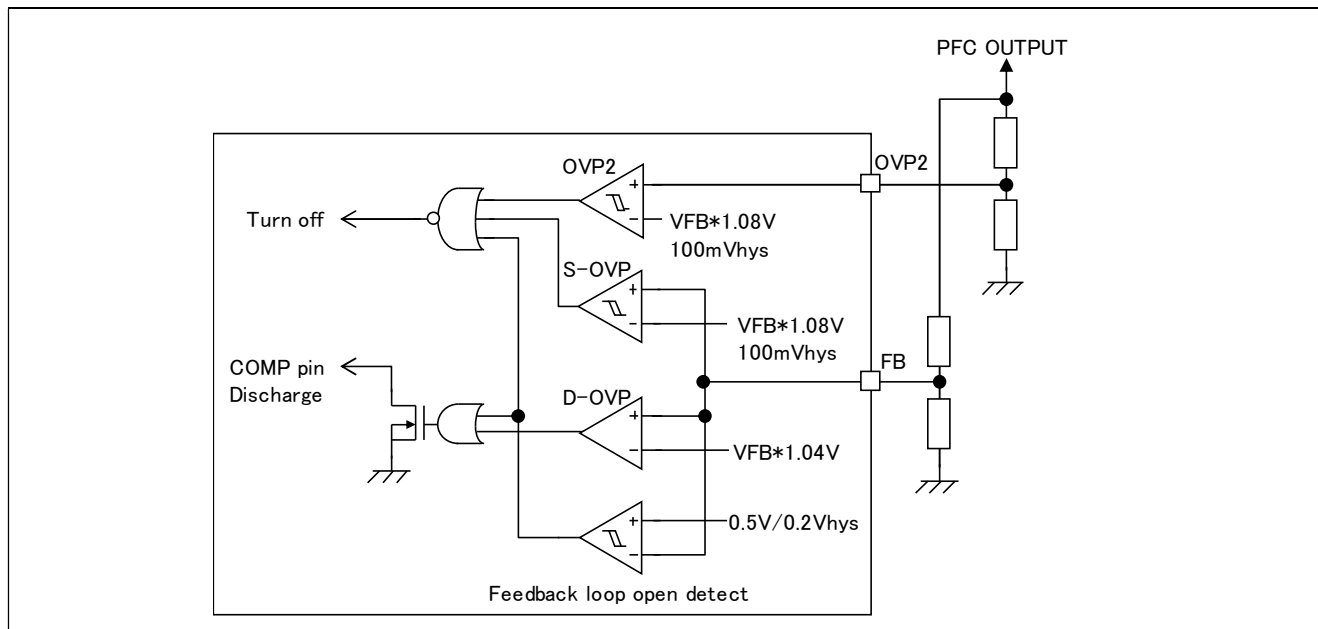 PFC OUTPUT
OVP2
OVP2
Turn off
VFB*1.08V
100mVhys
S-OVP
VFB*1.08V
100mVhys
FB
COMP pin
Discharge
D-OVP
VFB*1.04V
0.5V/0.2Vhys
Feedback loop open detect
+
−
+
−
+
−
+
−